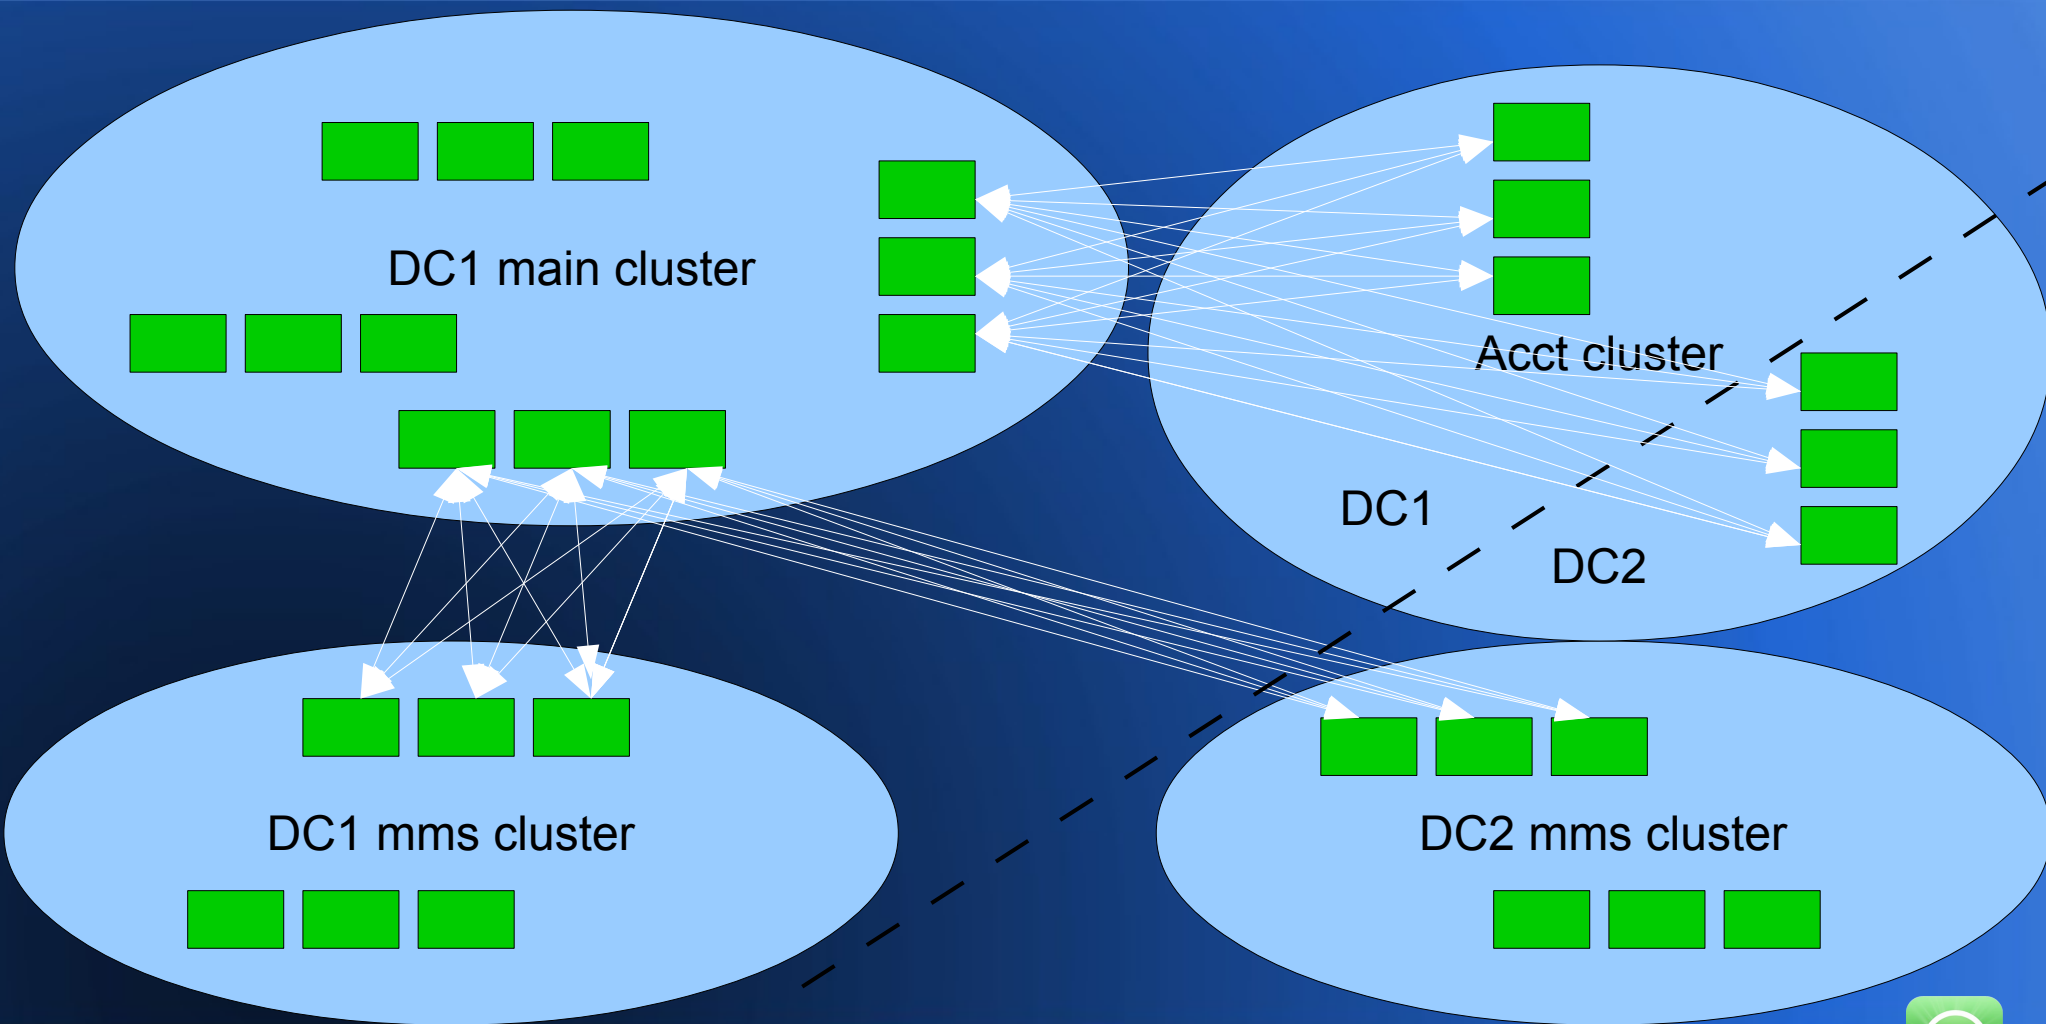 DC1 main cluster
Acct cluster
DC1
DC2
DC1 mms cluster
DC2 mms cluster